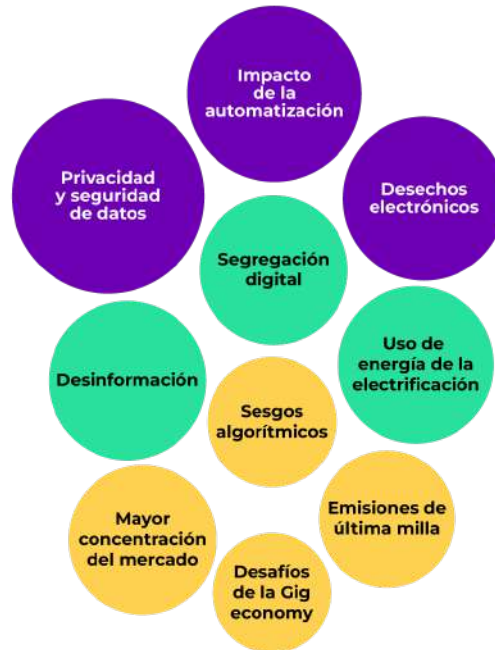 Impacto
de la
automatización
Privacidad
y seguridad
de datos
Desechos
electrónicos
Segregación
digital
Uso de
energía de la
electrificación
Desinformación
Sesgos
algorítmicos
Mayor
concentración
del mercado
Emisiones de
última milla
Desafíos
de la Gig
economy